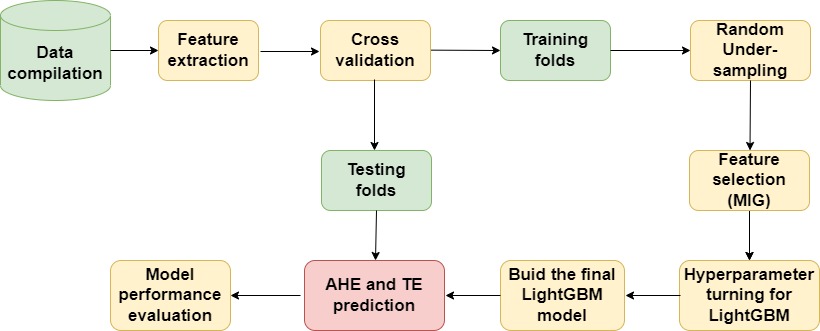 Data
compilation
Feature
extraction
Cross
validation
Training
folds
Random
Under-
sampling
Testing
folds
Feature
selection
(MIG)
Model
performance
evaluation
AHE and TE
prediction
Buid the final
LightGBM
model
Hyperparameter
turning for
LightGBM